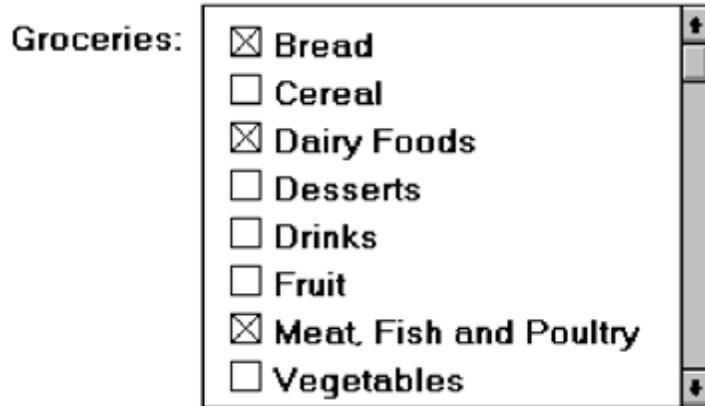 Groceries:
Bread
Cereal
Dairy Foods
Desserts
Drinks
Fruit
Meat, Fish and Poultry
Vegetables